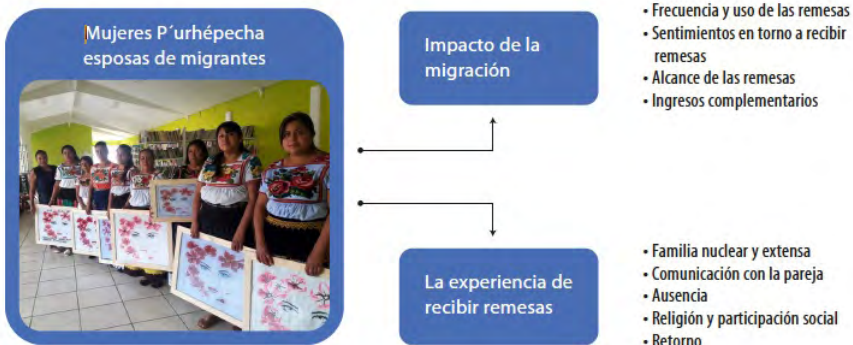 Mujeres P´urhépecha
esposas de migrantes
Impacto de la
migración
• Frecuencia y uso de las remesas
• Sentimientos en torno a recibir
remesas
• Alcance de las remesas
• Ingresos complementarios
La experiencia de
recibir remesas
• Familia nuclear y extensa
• Comunicación con la pareja
• Ausencia
• Religión y participación social
• Retorno